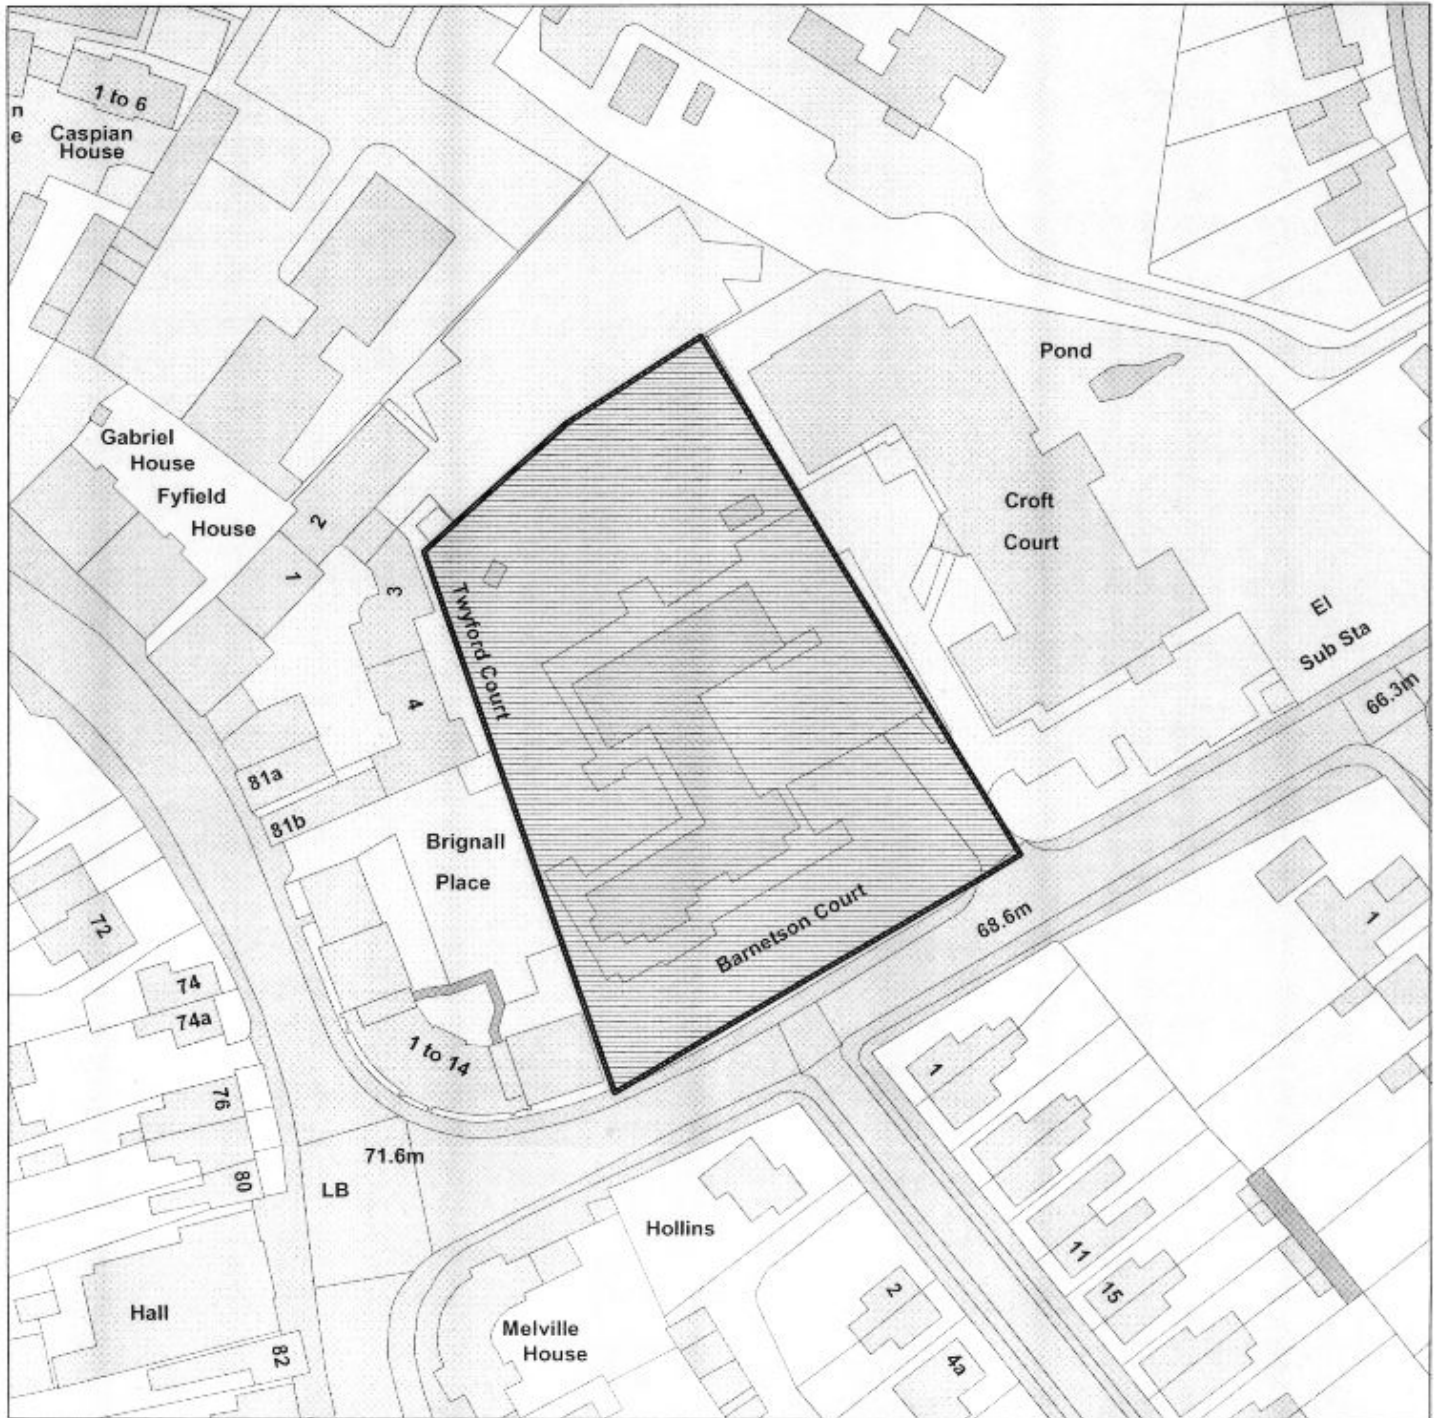 1 to 6
n
e
Caspian
House
Pond
Gabriel
House
Fyfield
House
2
1
3
Croft
Court
Twyford Court
4
El
Sub Sta
66.3m
81a
81b
Brignall
Place
72
Barnetson Court
68.6m
1
74
74a
1 to 14
1
76
71.6m
80
LB
Hollins
11
15
2
Hall
Melville
House
82
4a